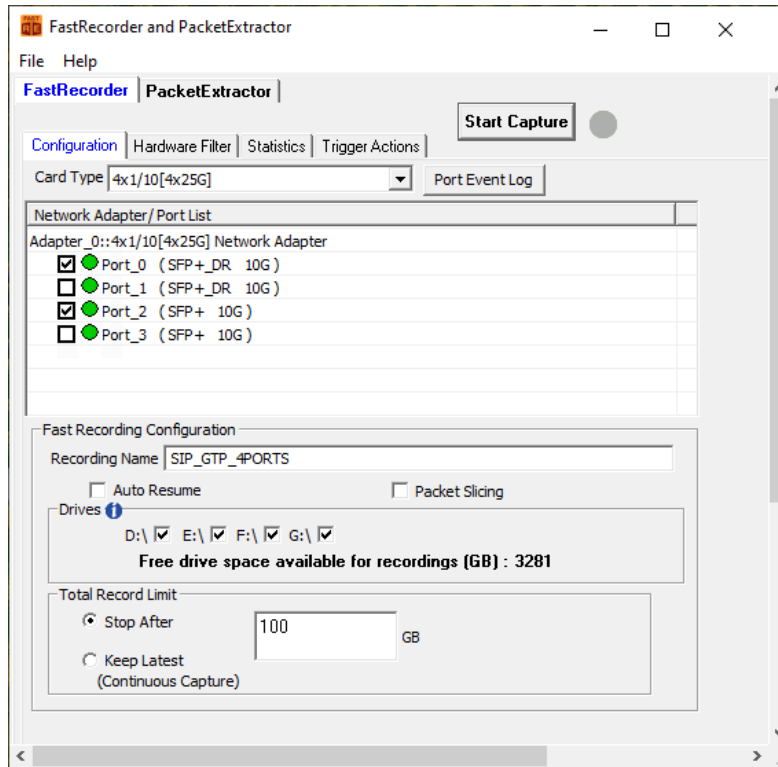 FastRecorder and PacketExtractor
File Help
FastRecorder PacketExtractor
Start Capture
Configuration Hardware Filter Statistics Trigger Actions
Card Type 4x1/10[4x25G] Port Event Log
Network Adapter/Port List
Adapter_0::4x1/10[4x25G] Network Adapter
Port_0 (SFP+_DR 10G)
Port_1 (SFP+_DR 10G)
Port_2 (SFP+ 10G)
Port_3 (SFP+ 10G)
Fast Recording Configuration
Recording Name SIP_GTP_4PORTS
Auto Resume Packet Slicing
Drives i
D:\ E:\ F:\ G:\
Free drive space available for recordings (GB) : 3281
Total Record Limit
Stop After 100 GB
Keep Latest
(Continuous Capture)